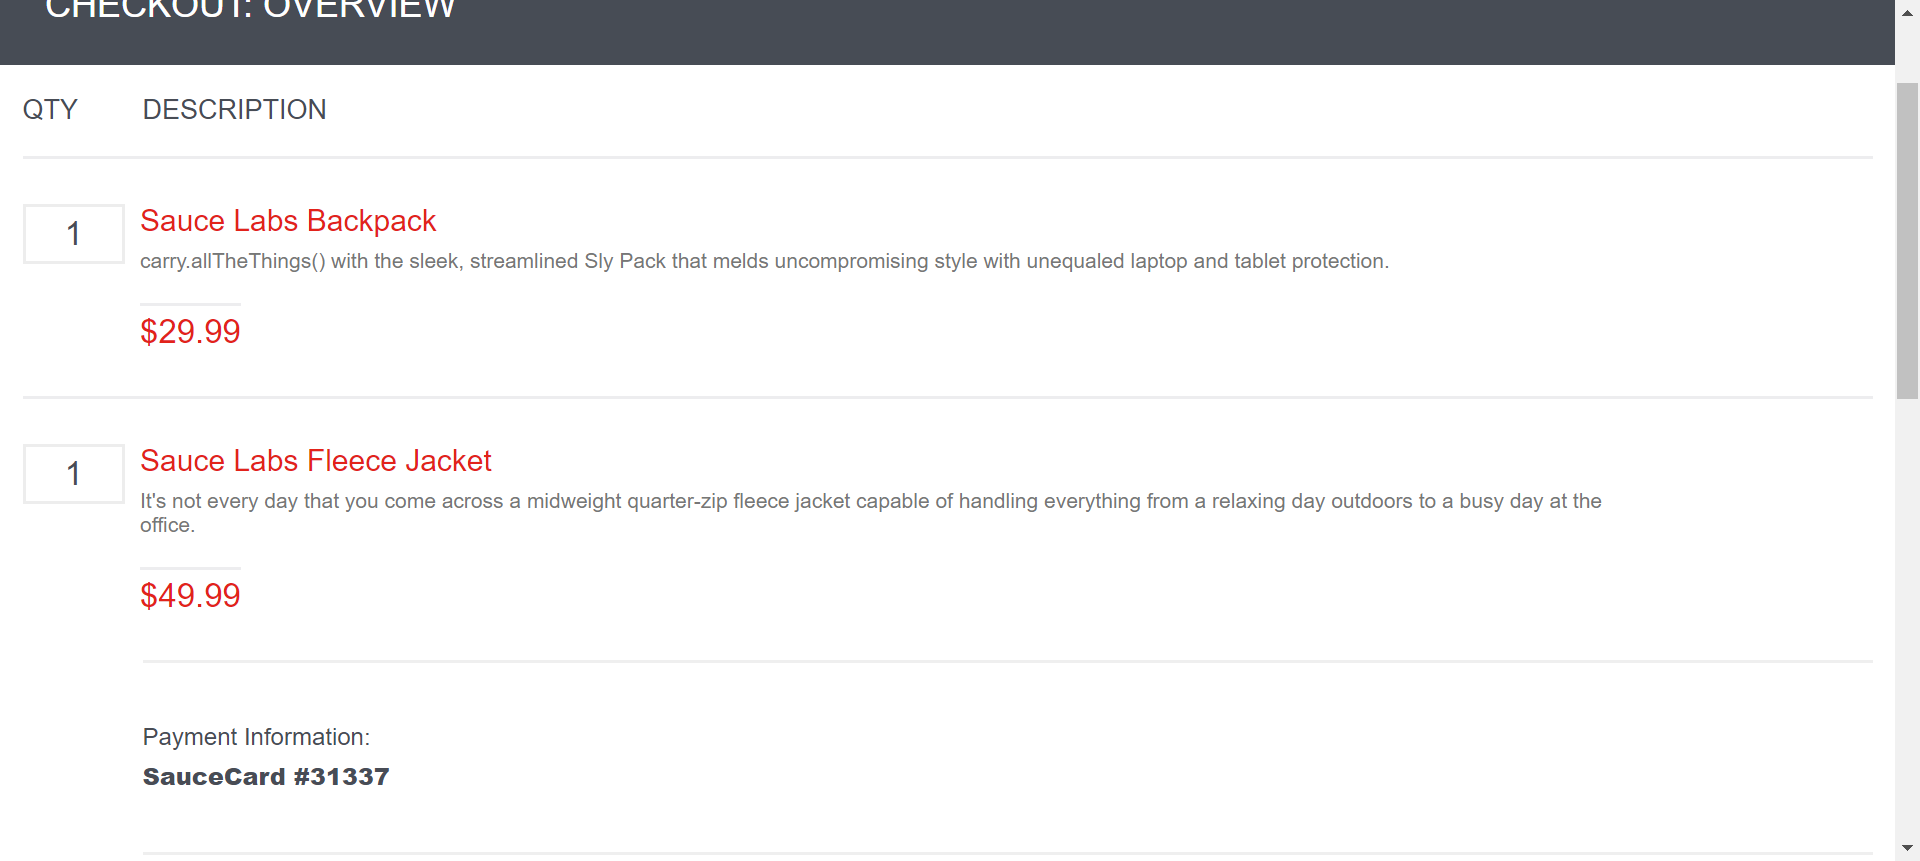 CHECKOUT: OVERVIEW
QTY DESCRIPTION
1 Sauce Labs Backpack
carry.allTheThings() with the sleek, streamlined Sly Pack that melds uncompromising style with unequaled laptop and tablet protection.
$29.99
1 Sauce Labs Fleece Jacket
It's not every day that you come across a midweight quarter-zip fleece jacket capable of handling everything from a relaxing day outdoors to a busy day at the
office.
$49.99
Payment Information:
SauceCard #31337